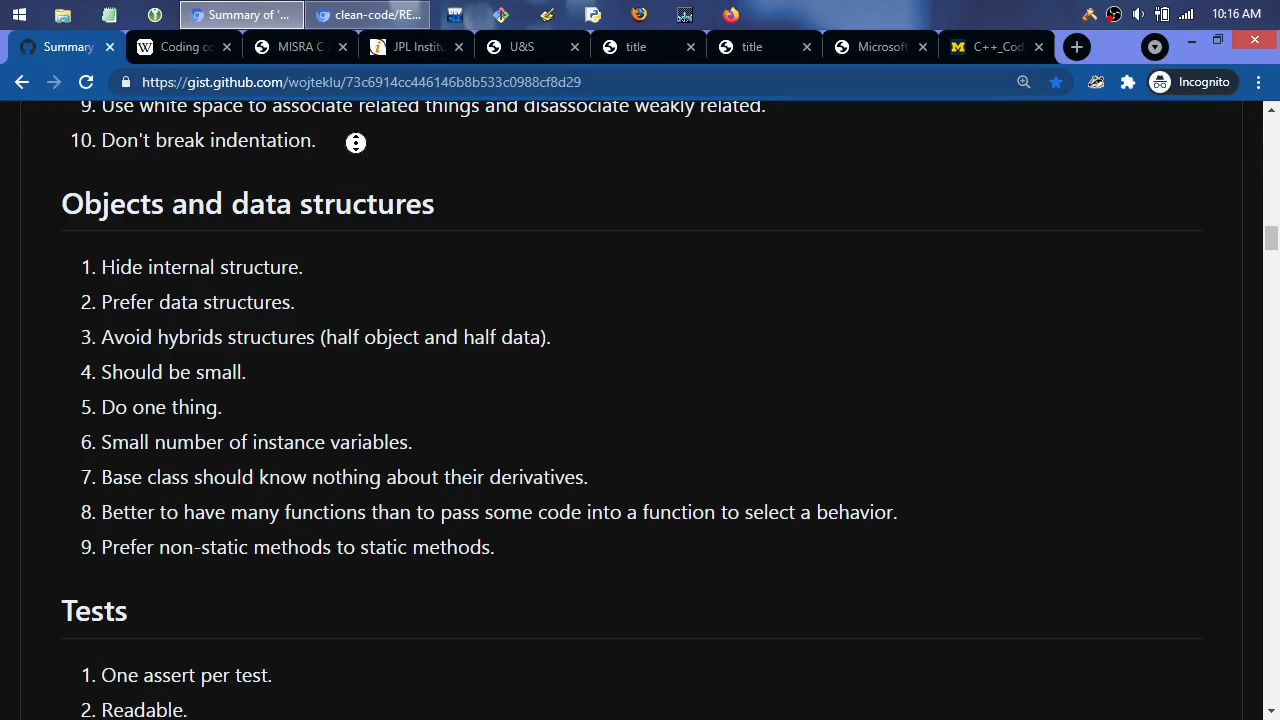 Summary of '...
clean-code/RE...
10:16 AM
Summary
Coding co
MISRA C
JPL Institu
U&S
title
title
Microsoft
C++_Cod
https://gist.github.com/wojteklu/73c6914cc446146b8b533c0988cf8d29
Incognito
9. Use white space to associate related things and disassociate weakly related.
10. Don't break indentation.
Objects and data structures
1. Hide internal structure.
2. Prefer data structures.
3. Avoid hybrids structures (half object and half data).
4. Should be small.
5. Do one thing.
6. Small number of instance variables.
7. Base class should know nothing about their derivatives.
8. Better to have many functions than to pass some code into a function to select a behavior.
9. Prefer non-static methods to static methods.
Tests
1. One assert per test.
2. Readable.